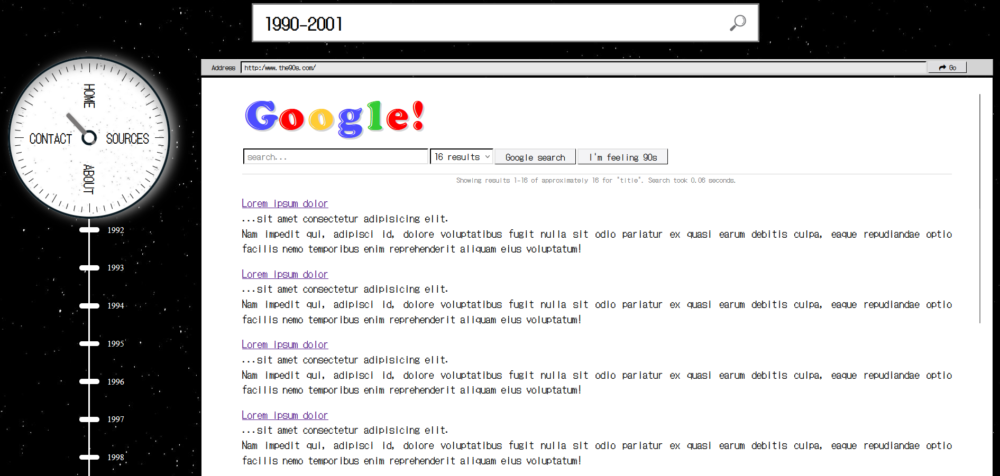 1990-2001
Address http:/www.the90s.com/ Go
HOME
CONTACT SOURCES
ABOUT
1992
1993
1994
1995
1996
1997
1998
Google!
search... 16 results Google search I'm feeling 90s
Showing results 1-16 of approximately 16 for "title". Search took 0.06 seconds.
Lorem ipsum dolor
...sit amet consectetur adipisicing elit.
Nam impedit qui, adipisci id, dolore voluptatibus fugit nulla sit odio pariatur ex quasi earum debitis culpa, eaque repudiandae optio
facilis nemo temporibus enim reprehenderit aliquam eius voluptatum!
Lorem ipsum dolor
...sit amet consectetur adipisicing elit.
Nam impedit qui, adipisci id, dolore voluptatibus fugit nulla sit odio pariatur ex quasi earum debitis culpa, eaque repudiandae optio
facilis nemo temporibus enim reprehenderit aliquam eius voluptatum!
Lorem ipsum dolor
...sit amet consectetur adipisicing elit.
Nam impedit qui, adipisci id, dolore voluptatibus fugit nulla sit odio pariatur ex quasi earum debitis culpa, eaque repudiandae optio
facilis nemo temporibus enim reprehenderit aliquam eius voluptatum!
Lorem ipsum dolor
...sit amet consectetur adipisicing elit.
Nam impedit qui, adipisci id, dolore voluptatibus fugit nulla sit odio pariatur ex quasi earum debitis culpa, eaque repudiandae optio
facilis nemo temporibus enim reprehenderit aliquam eius voluptatum!